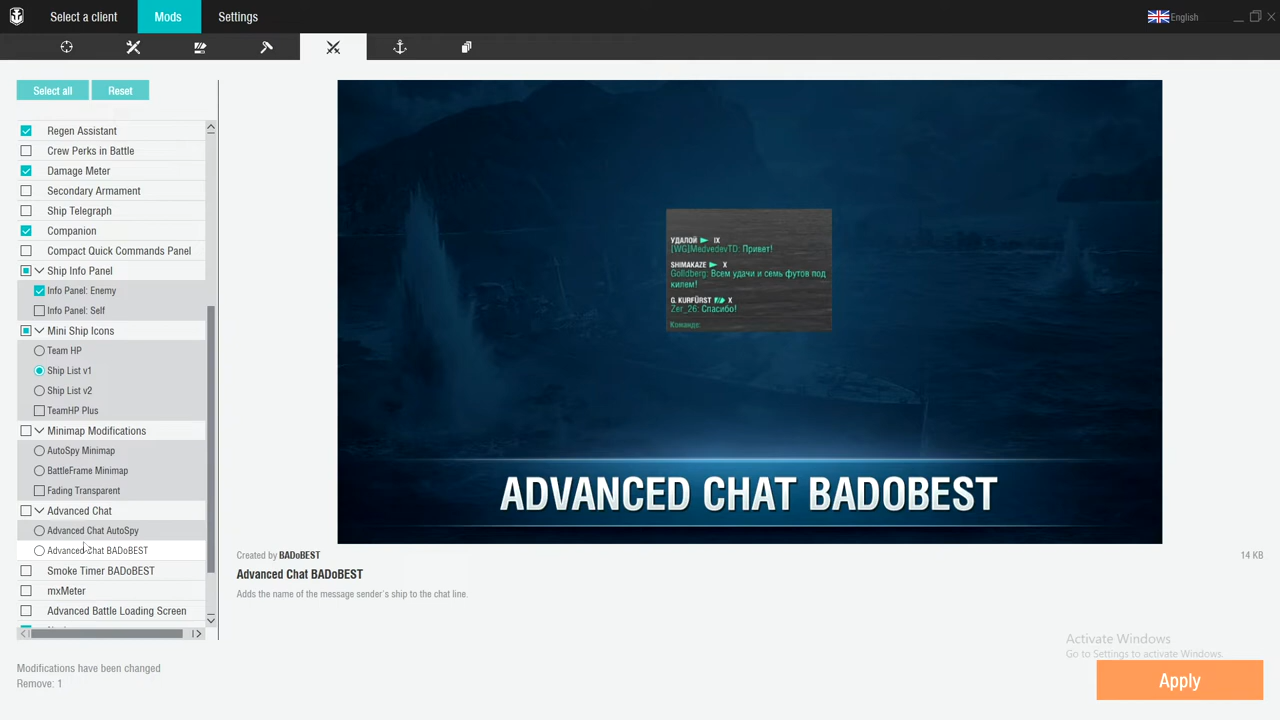 Select a client
Mods
Settings
English
Select all
Reset
Regen Assistant
Crew Perks in Battle
Damage Meter
Secondary Armament
Ship Telegraph
Companion
Compact Quick Commands Panel
Ship Info Panel
Info Panel: Enemy
Info Panel: Self
Mini Ship Icons
Team HP
Ship List v1
Ship List v2
TeamHP Plus
Minimap Modifications
AutoSpy Minimap
BattleFrame Minimap
Fading Transparent
Advanced Chat
Advanced Chat AutoSpy
Advanced Chat BADoBEST
Smoke Timer BADoBEST
mxMeter
Advanced Battle Loading Screen
Modifications have been changed
Remove: 1
УДАЛОЙ IX
[WG]MedvedevTD: Привет!
SHIMAKAZE X
Golldberg: Всем удачи и семь футов под
килем!
G. KURFÜRST X
Zer_26: Спасибо!
Команде:
ADVANCED CHAT BADOBEST
Created by BADoBEST
14 KB
Advanced Chat BADoBEST
Adds the name of the message sender's ship to the chat line.
Activate Windows
Go to Settings to activate Windows.
Apply